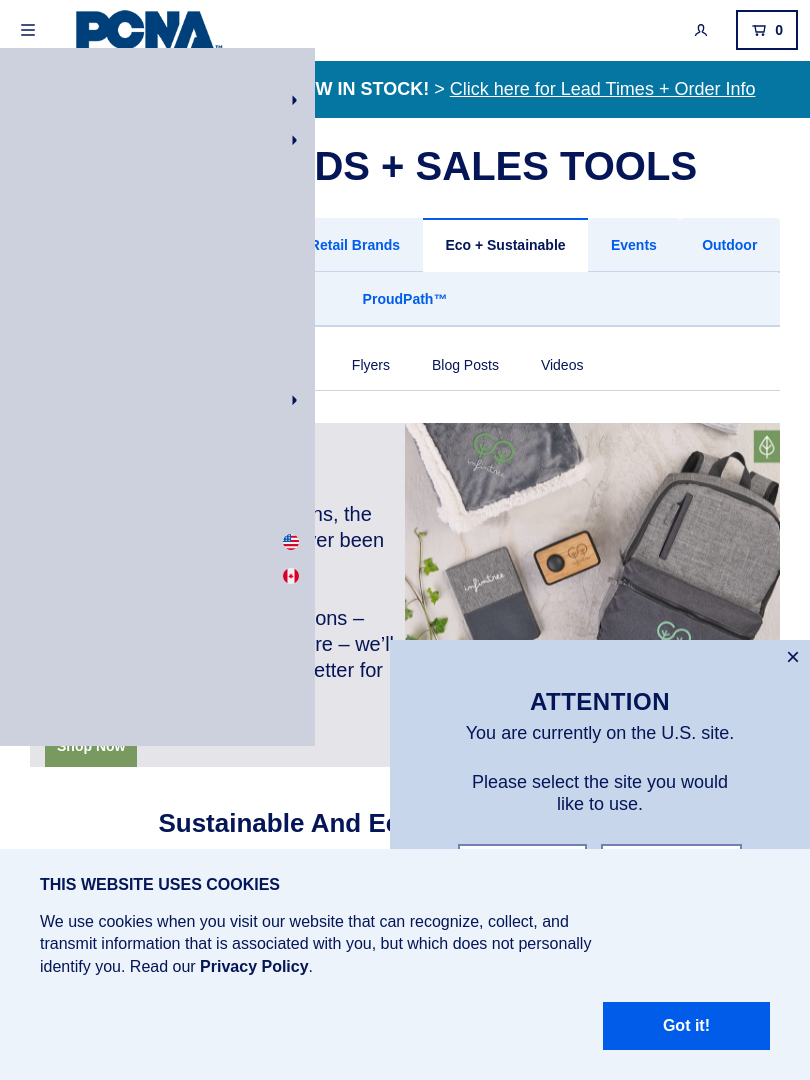 PCNA™
0
W IN STOCK! > Click here for Lead Times + Order Info
DS + SALES TOOLS
Retail Brands
Eco + Sustainable
Events
Outdoor
ProudPath™
Flyers
Blog Posts
Videos
infinitree
infinitree
ns, the
ver been
ons –
re – we'll
etter for
Shop Now
×
ATTENTION
You are currently on the U.S. site.
Please select the site you would
like to use.
Sustainable And Ec
THIS WEBSITE USES COOKIES
We use cookies when you visit our website that can recognize, collect, and
transmit information that is associated with you, but which does not personally
identify you. Read our Privacy Policy.
Got it!